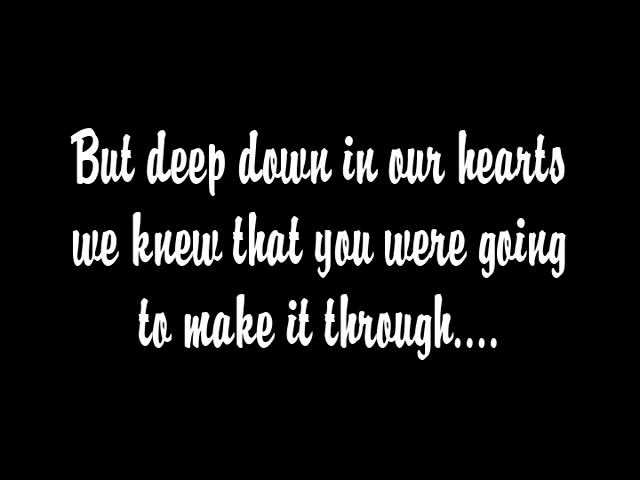 But deep down in our hearts
we knew that you were going
to make it through....